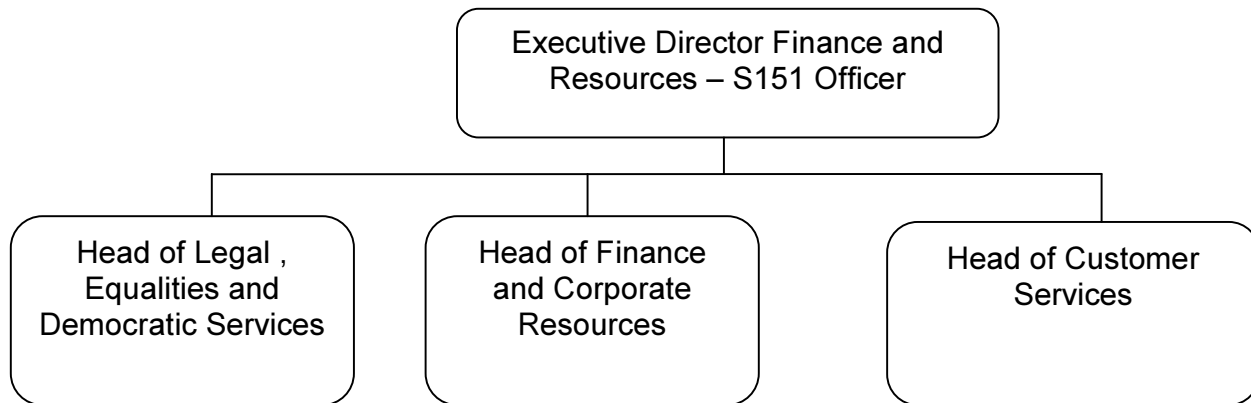 Executive Director Finance and
Resources – S151 Officer
Head of Legal ,
Equalities and
Democratic Services
Head of Finance
and Corporate
Resources
Head of Customer
Services